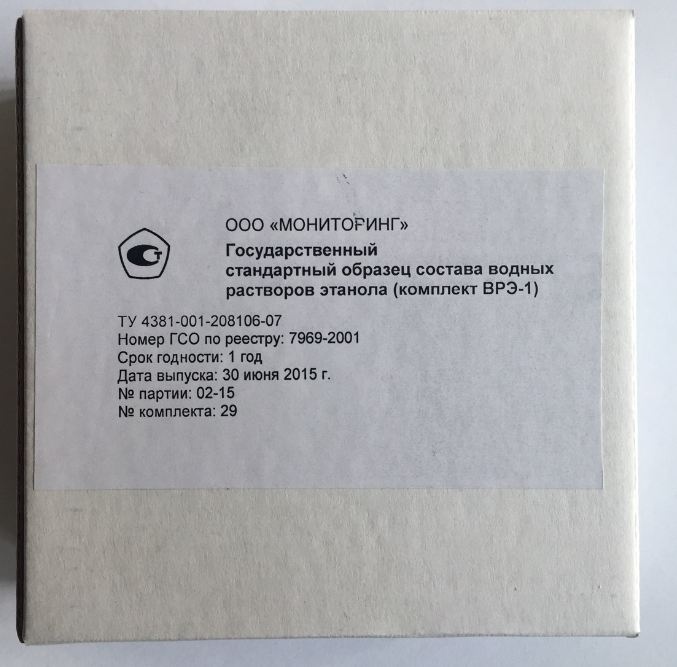 ООО «МОНИТОРИНГ»
Государственный
стандартный образец состава водных
растворов этанола (комплект ВРЭ-1)
ТУ 4381-001-208106-07
Номер ГСО по реестру: 7969-2001
Срок годности: 1 год
Дата выпуска: 30 июня 2015 г.
№ партии: 02-15
№ комплекта: 29